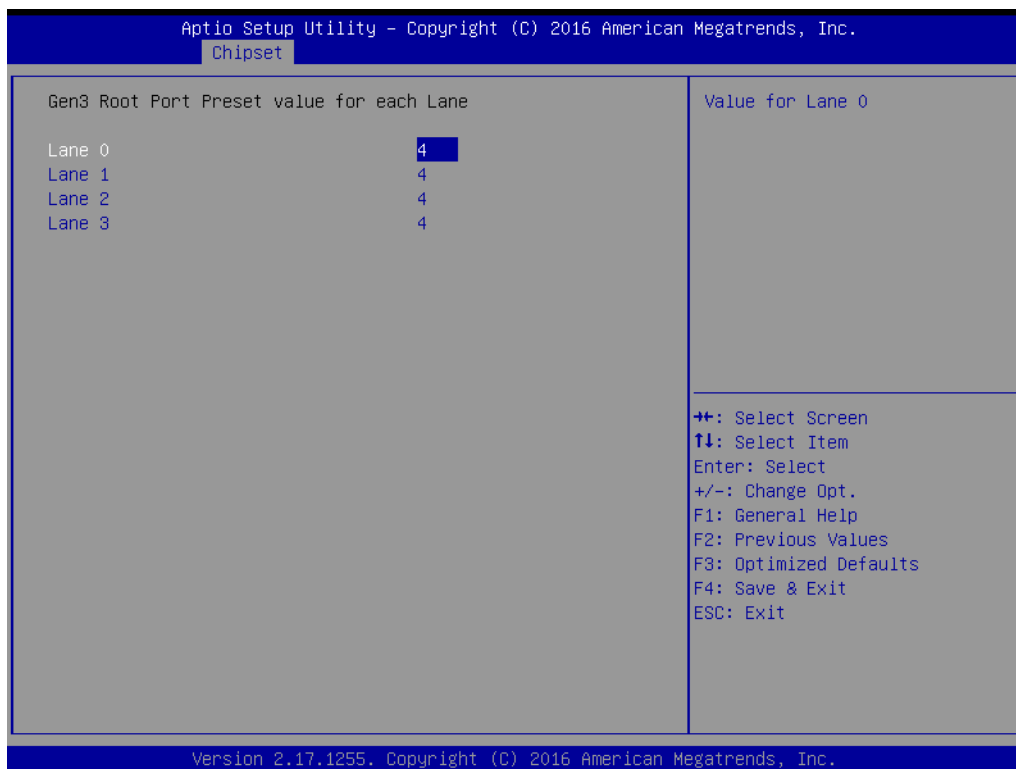 Aptio Setup Utility – Copyright (C) 2016 American Megatrends, Inc.
Chipset
Gen3 Root Port Preset value for each Lane
Lane 0 4
Lane 1 4
Lane 2 4
Lane 3 4
Value for Lane 0
→←: Select Screen
↑↓: Select Item
Enter: Select
+/-: Change Opt.
F1: General Help
F2: Previous Values
F3: Optimized Defaults
F4: Save & Exit
ESC: Exit
Version 2.17.1255. Copyright (C) 2016 American Megatrends, Inc.